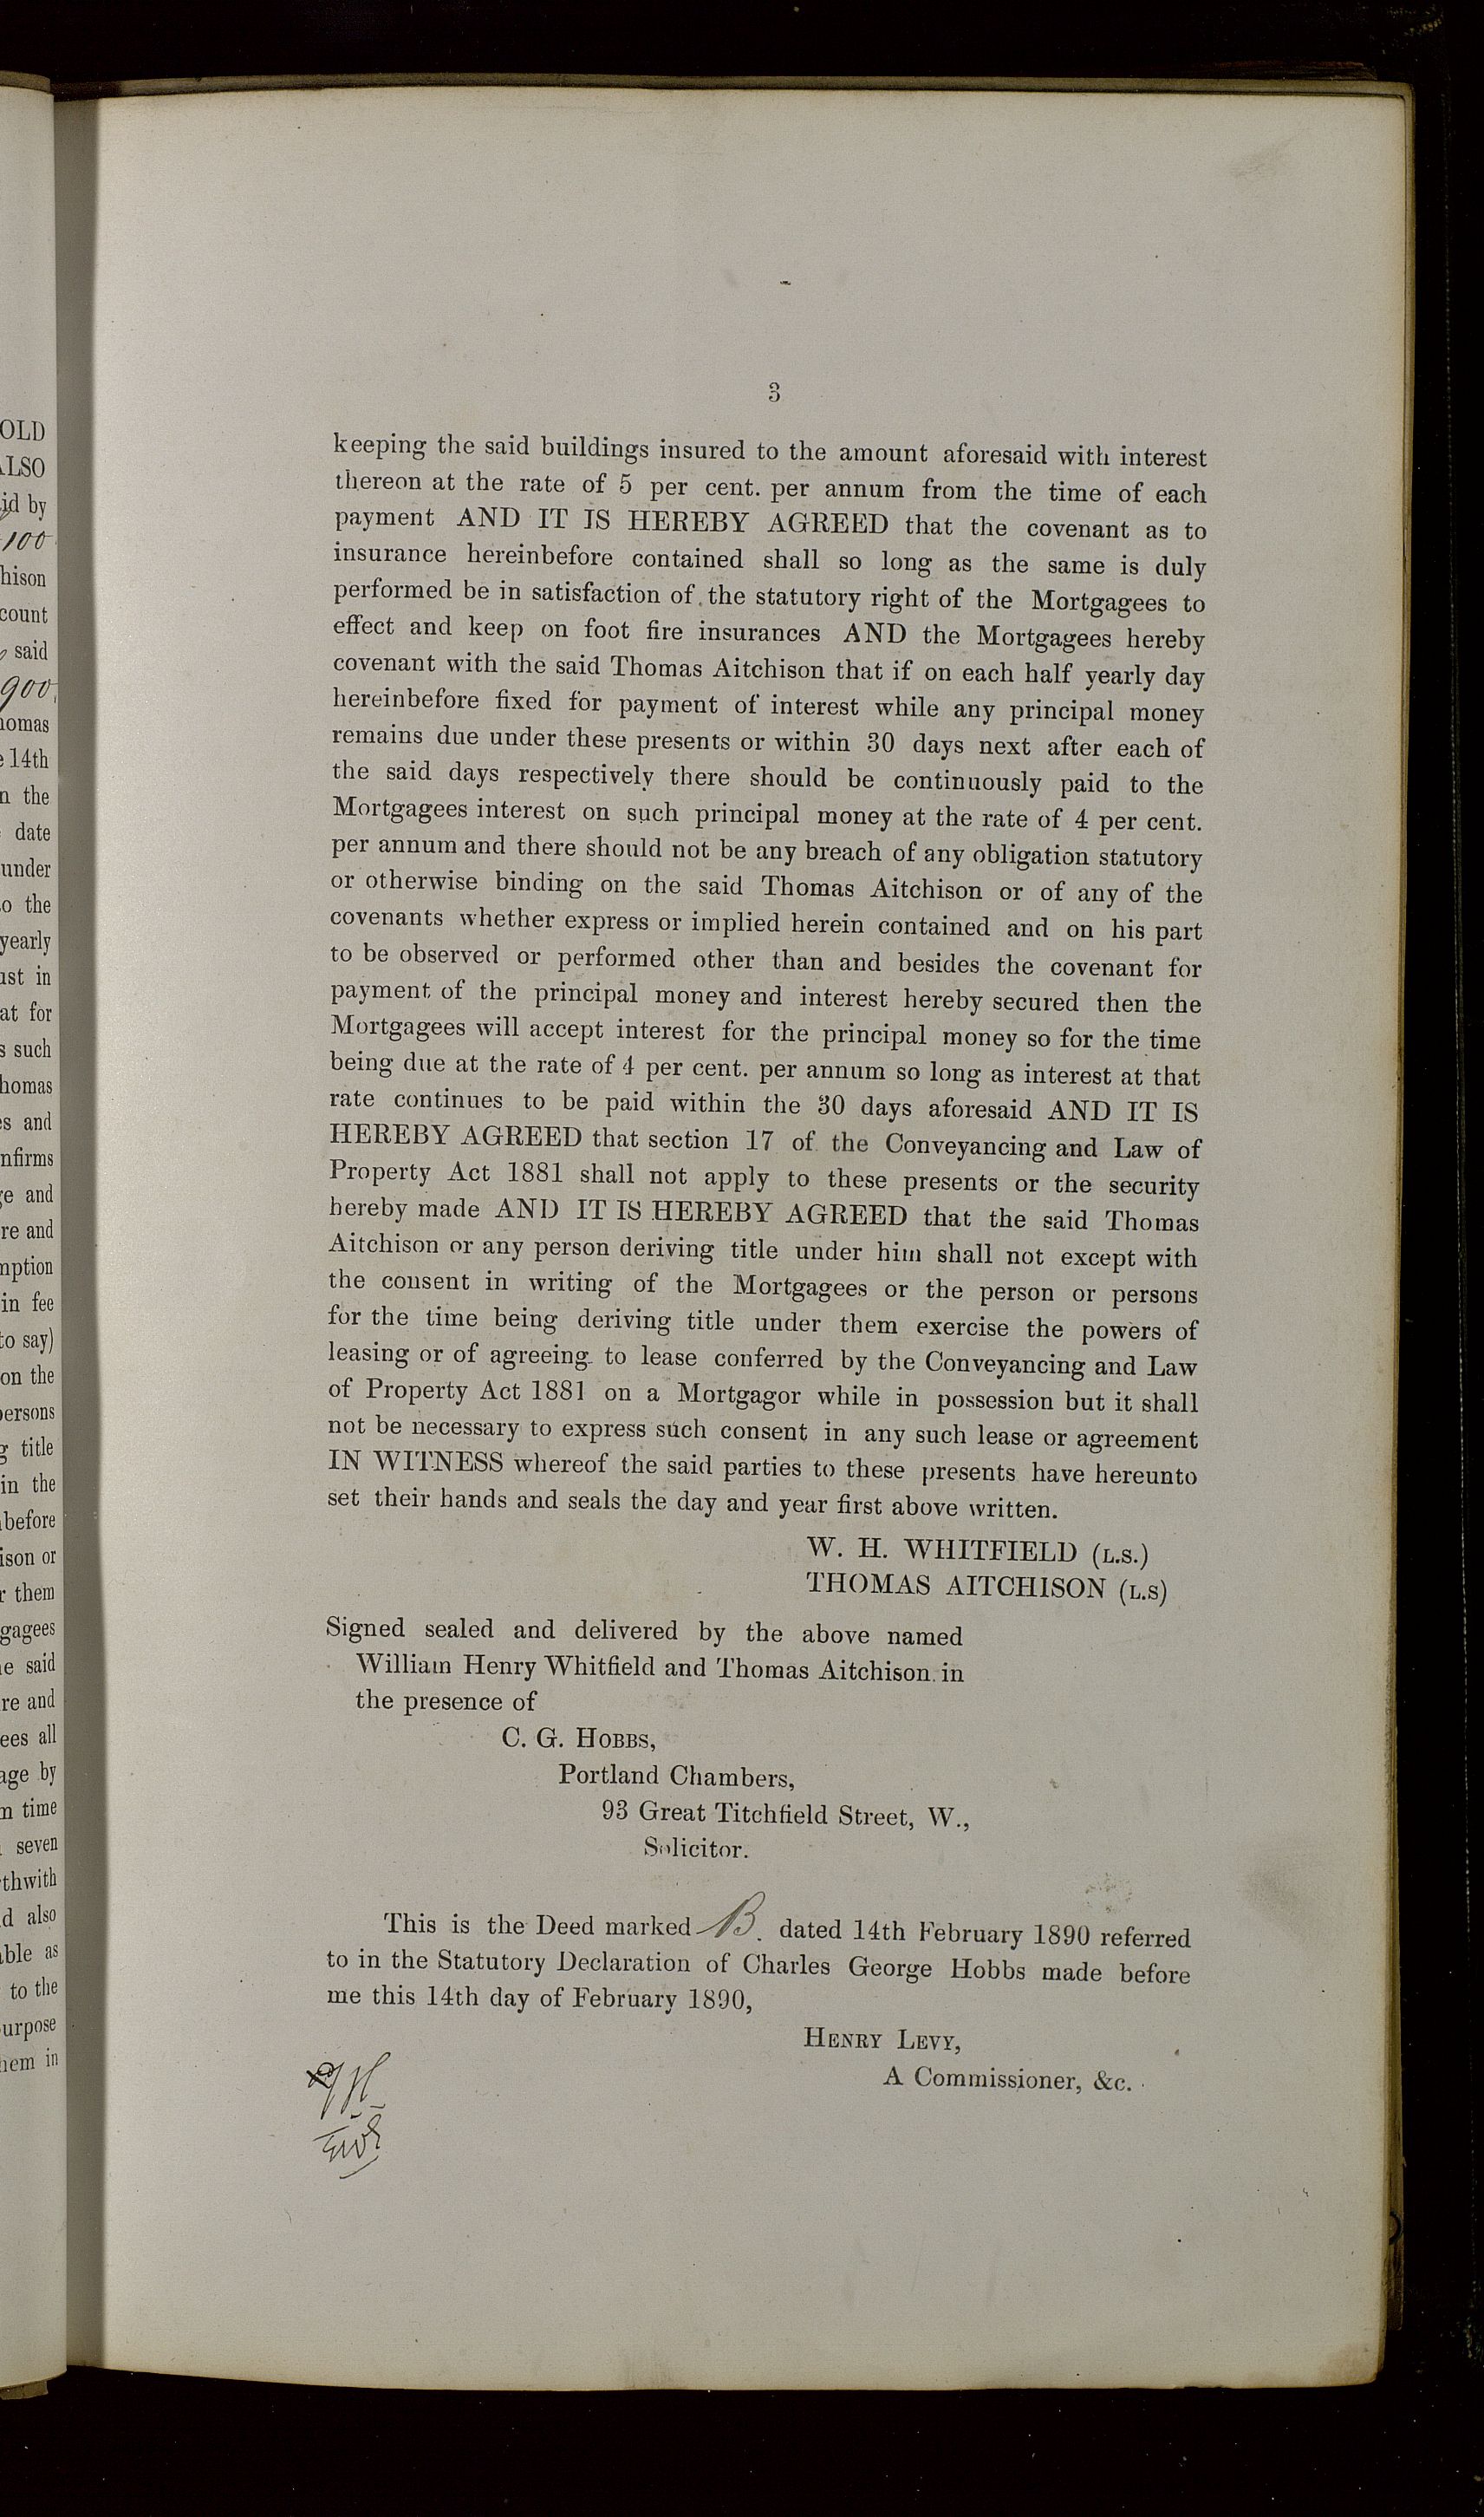 3
keeping the said buildings insured to the amount aforesaid with interest
thereon at the rate of 5 per cent. per annum from the time of each
payment AND IT IS HEREBY AGREED that the covenant as to
insurance hereinbefore contained shall so long as the same is duly
performed be in satisfaction of the statutory right of the Mortgagees to
effect and keep on foot fire insurances AND the Mortgagees hereby
covenant with the said Thomas Aitchison that if on each half yearly day
hereinbefore fixed for payment of interest while any principal money
remains due under these presents or within 30 days next after each of
the said days respectively there should be continuously paid to the
Mortgagees interest on such principal money at the rate of 4 per cent.
per annum and there should not be any breach of any obligation statutory
or otherwise binding on the said Thomas Aitchison or of any of the
covenants whether express or implied herein contained and on his part
to be observed or performed other than and besides the covenant for
payment of the principal money and interest hereby secured then the
Mortgagees will accept interest for the principal money so for the time
being due at the rate of 4 per cent. per annum so long as interest at that
rate continues to be paid within the 30 days aforesaid AND IT IS
HEREBY AGREED that section 17 of the Conveyancing and Law of
Property Act 1881 shall not apply to these presents or the security
hereby made AND IT IS HEREBY AGREED that the said Thomas
Aitchison or any person deriving title under him shall not except with
the consent in writing of the Mortgagees or the person or persons
for the time being deriving title under them exercise the powers of
leasing or of agreeing to lease conferred by the Conveyancing and Law
of Property Act 1881 on a Mortgagor while in possession but it shall
not be necessary to express such consent in any such lease or agreement
IN WITNESS whereof the said parties to these presents have hereunto
set their hands and seals the day and year first above written.
W. H. WHITFIELD (L.S.)
THOMAS AITCHISON (L.S)
Signed sealed and delivered by the above named
William Henry Whitfield and Thomas Aitchison in
the presence of
C. G. HOBBS,
Portland Chambers,
93 Great Titchfield Street, W.,
Solicitor.
This is the Deed marked B. dated 14th February 1890 referred
to in the Statutory Declaration of Charles George Hobbs made before
me this 14th day of February 1890,
HENRY LEVY,
A Commissioner, &c.